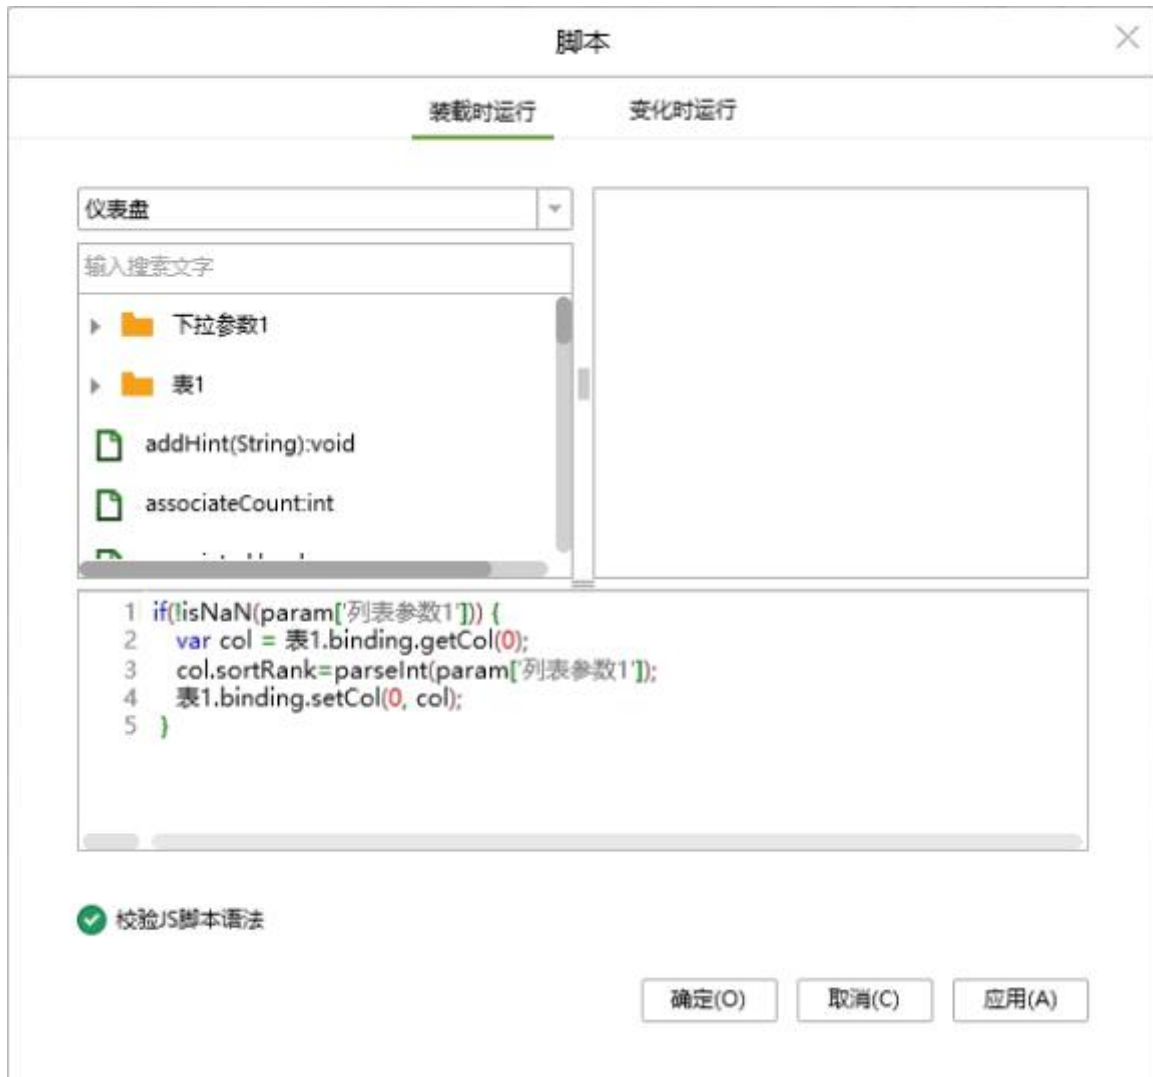 脚本
装载时运行 变化时运行
仪表盘
输入搜索文字
下拉参数1
表1
addHint(String):void
associateCount:int
1 if(!isNaN(param['列表参数1'])) {
2 var col = 表1.binding.getCol(0);
3 col.sortRank=parseInt(param['列表参数1']);
4 表1.binding.setCol(0, col);
5 }
校验JS脚本语法
确定(O) 取消(C) 应用(A)